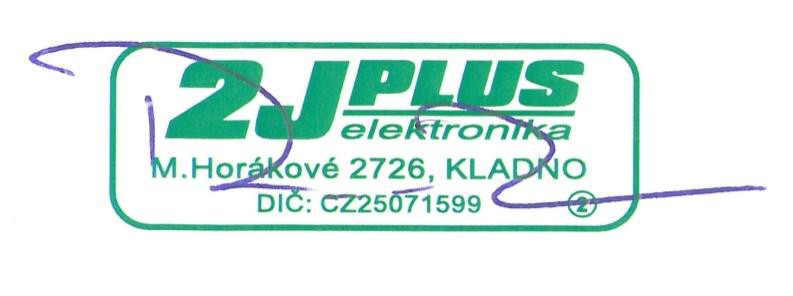 2J PLUS
elektronika
M.Horákové 2726, KLADNO
DIČ: CZ25071599 2